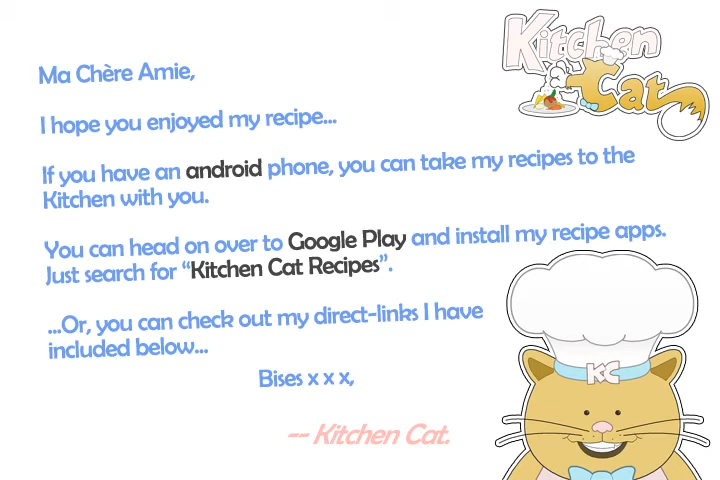 Kitchen
Cat
Ma Chère Amie,
I hope you enjoyed my recipe...
If you have an android phone, you can take my recipes to the
Kitchen with you.
You can head on over to Google Play and install my recipe apps.
Just search for “Kitchen Cat Recipes”.
...Or, you can check out my direct-links I have
included below...
Bises x x x,
-- Kitchen Cat.
KC